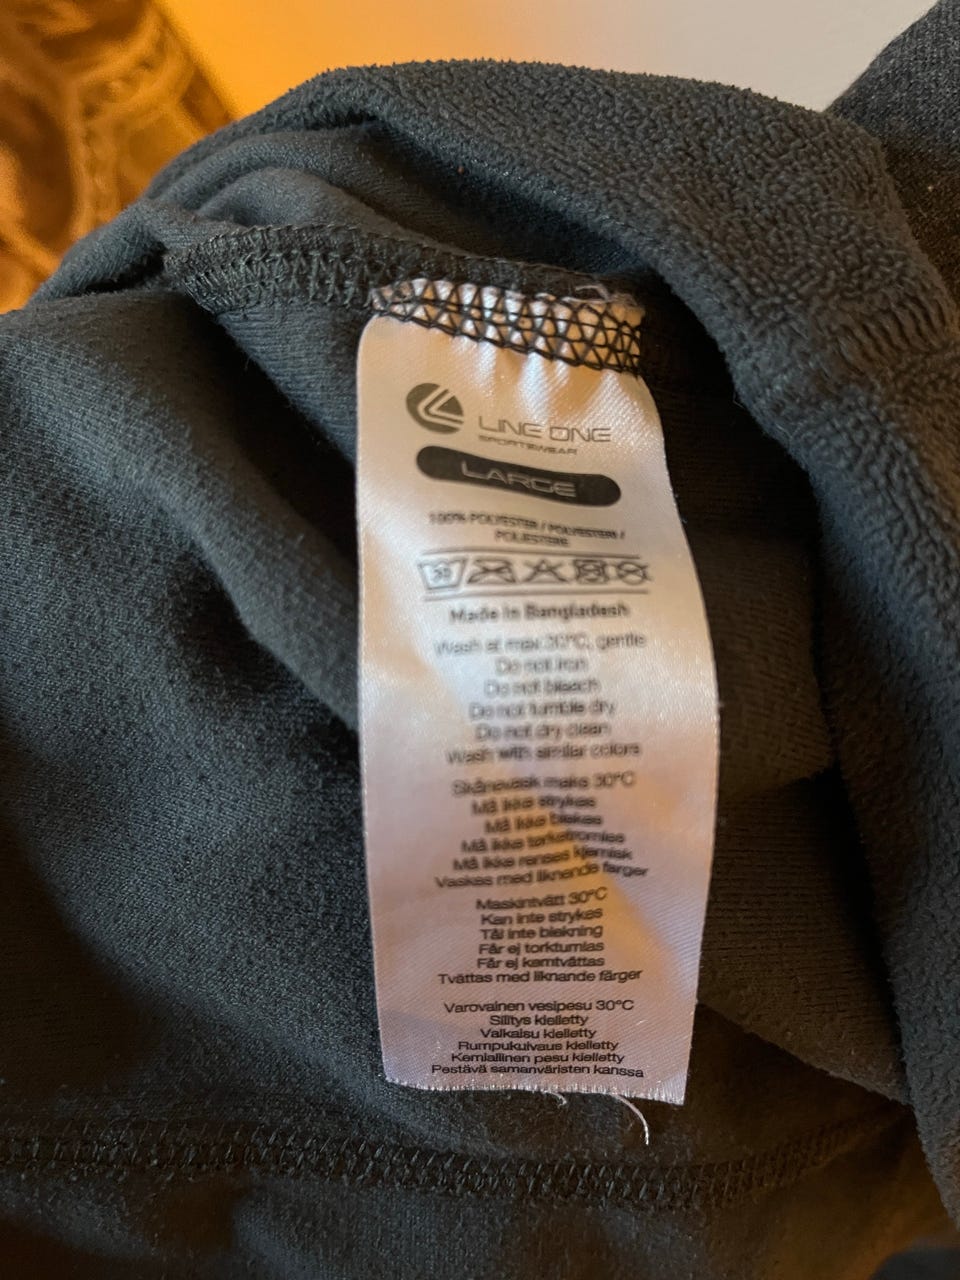 LINE ONE
SPORTSWEAR
LARGE
100% POLYESTER / POLYESTERI /
POLIESTERE
30
Made in Bangladesh
Wash at max 30°C, gentle
Do not iron
Do not bleach
Do not tumble dry
Do not dry clean
Wash with similar colors
Skånevask maks 30°C
Må ikke strykes
Må ikke blekes
Må ikke tørketromles
Må ikke renses kjemisk
Vaskes med liknende farger
Maskintvätt 30°C
Kan inte strykas
Tål inte blekning
Får ej torktumlas
Får ej kemtvättas
Tvättas med liknande färger
Varovainen vesipesu 30°C
Silitys kielletty
Valkaisu kielletty
Rumpukuivaus kielletty
Kemiallinen pesu kielletty
Pestävä samanväristen kanssa